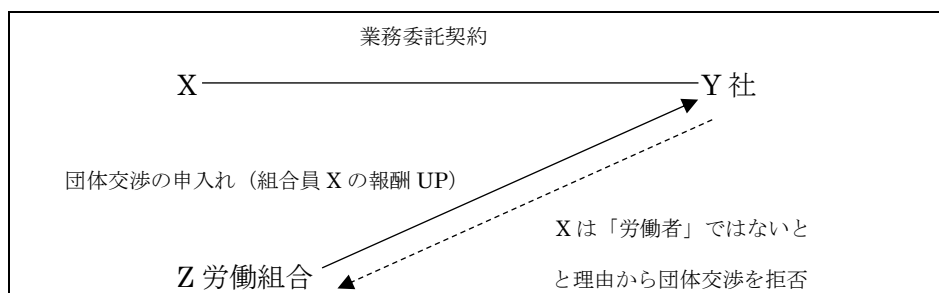 業務委託契約
X Y 社
団体交渉の申入れ（組合員 X の報酬 UP）
X は「労働者」ではないと
Z 労働組合 と理由から団体交渉を拒否